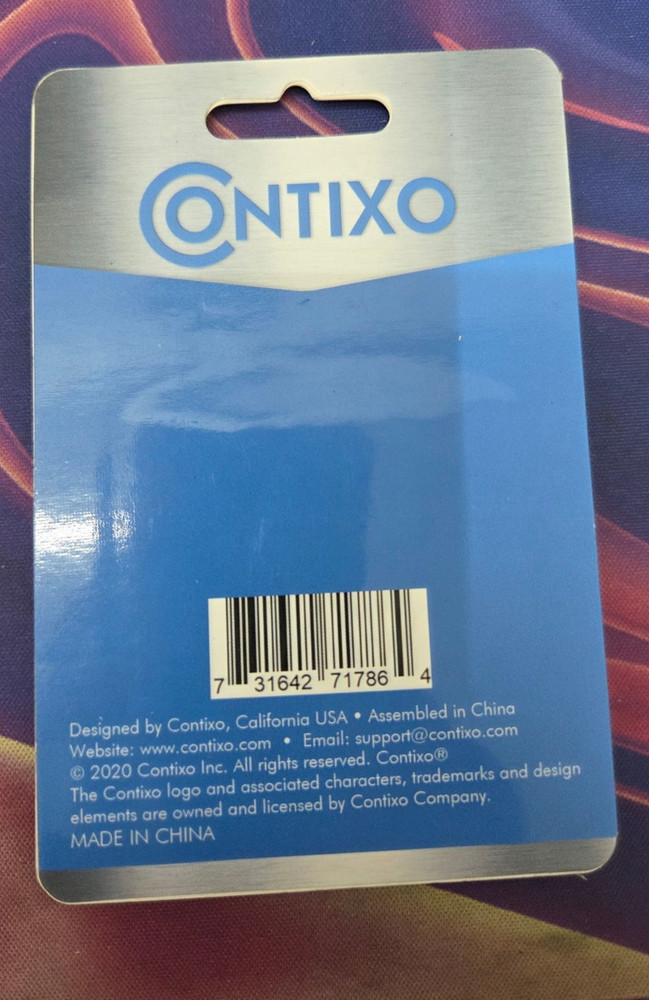 CONTIXO
7 31642 71786 4
Designed by Contixo, California USA • Assembled in China
Website: www.contixo.com • Email: support@contixo.com
© 2020 Contixo Inc. All rights reserved. Contixo®
The Contixo logo and associated characters, trademarks and design
elements are owned and licensed by Contixo Company.
MADE IN CHINA